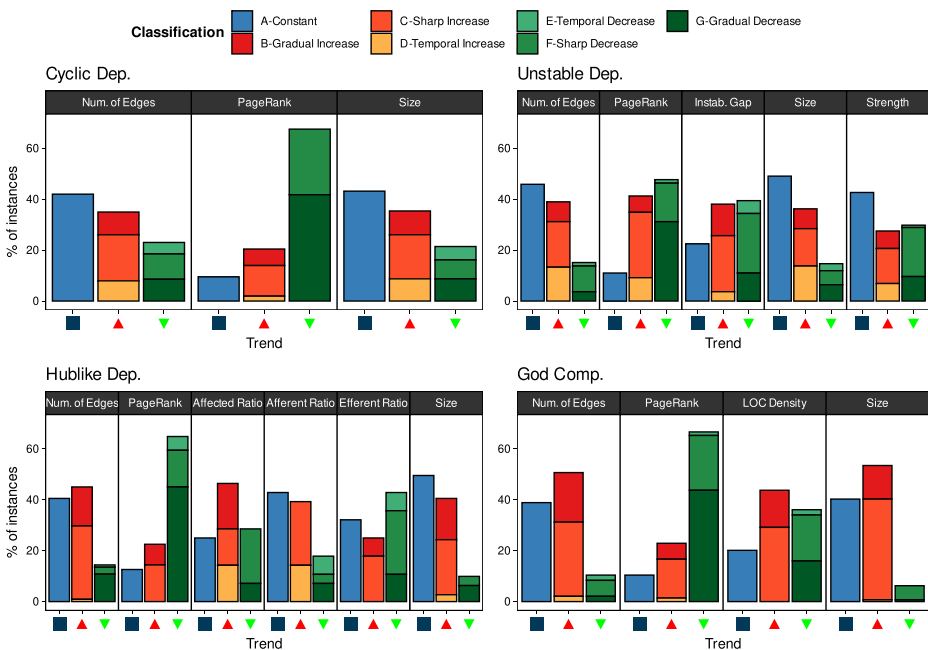 Classification
A-Constant
C-Sharp Increase
E-Temporal Decrease
G-Gradual Decrease
B-Gradual Increase
D-Temporal Increase
F-Sharp Decrease
Cyclic Dep.
Num. of Edges
PageRank
Size
% of instances
60
40
20
0
Trend
Unstable Dep.
Num. of Edges
PageRank
Instab. Gap
Size
Strength
60
40
20
0
Trend
Hublike Dep.
Num. of Edges
PageRank
Affected Ratio
Afferent Ratio
Efferent Ratio
Size
% of instances
60
40
20
0
Trend
God Comp.
Num. of Edges
PageRank
LOC Density
Size
60
40
20
0
Trend